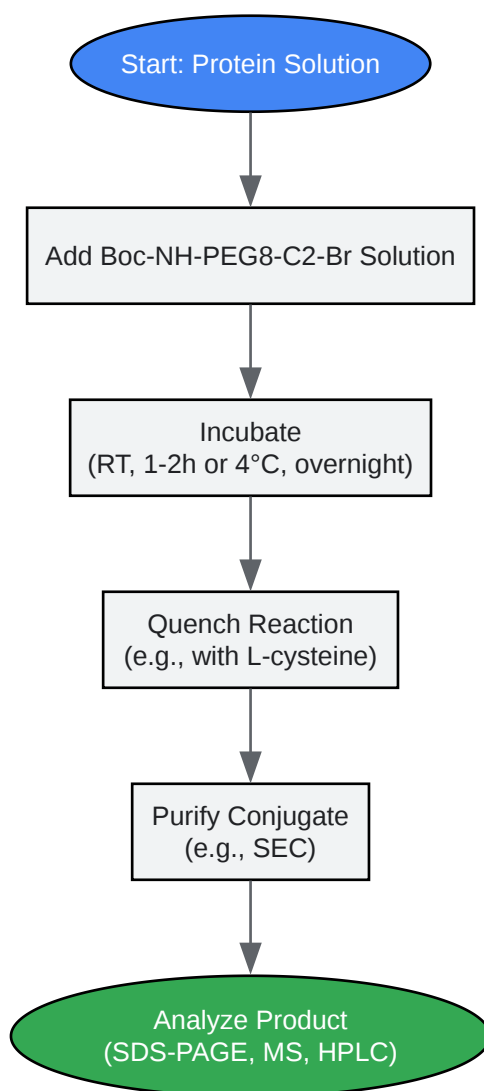 Start: Protein Solution
Add Boc-NH-PEG8-C2-Br Solution
Incubate
(RT, 1-2h or 4°C, overnight)
Quench Reaction
(e.g., with L-cysteine)
Purify Conjugate
(e.g., SEC)
Analyze Product
(SDS-PAGE, MS, HPLC)